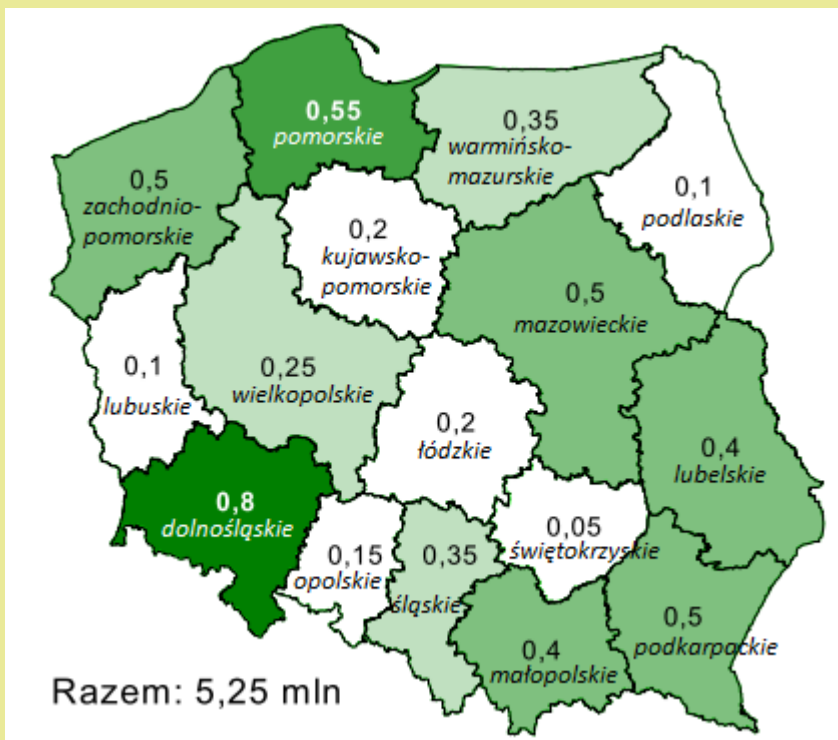 0,55
pomorskie
0,35
warmińsko-
mazurskie
0,5
zachodnio-
pomorskie
0,1
podlaskie
0,2
kujawsko-
pomorskie
0,5
mazowieckie
0,1
lubuskie
0,25
wielkopolskie
0,2
łódzkie
0,4
lubelskie
0,8
dolnośląskie
0,15
opolskie
0,35
śląskie
0,05
świętokrzyskie
0,4
małopolskie
0,5
podkarpackie
Razem: 5,25 mln